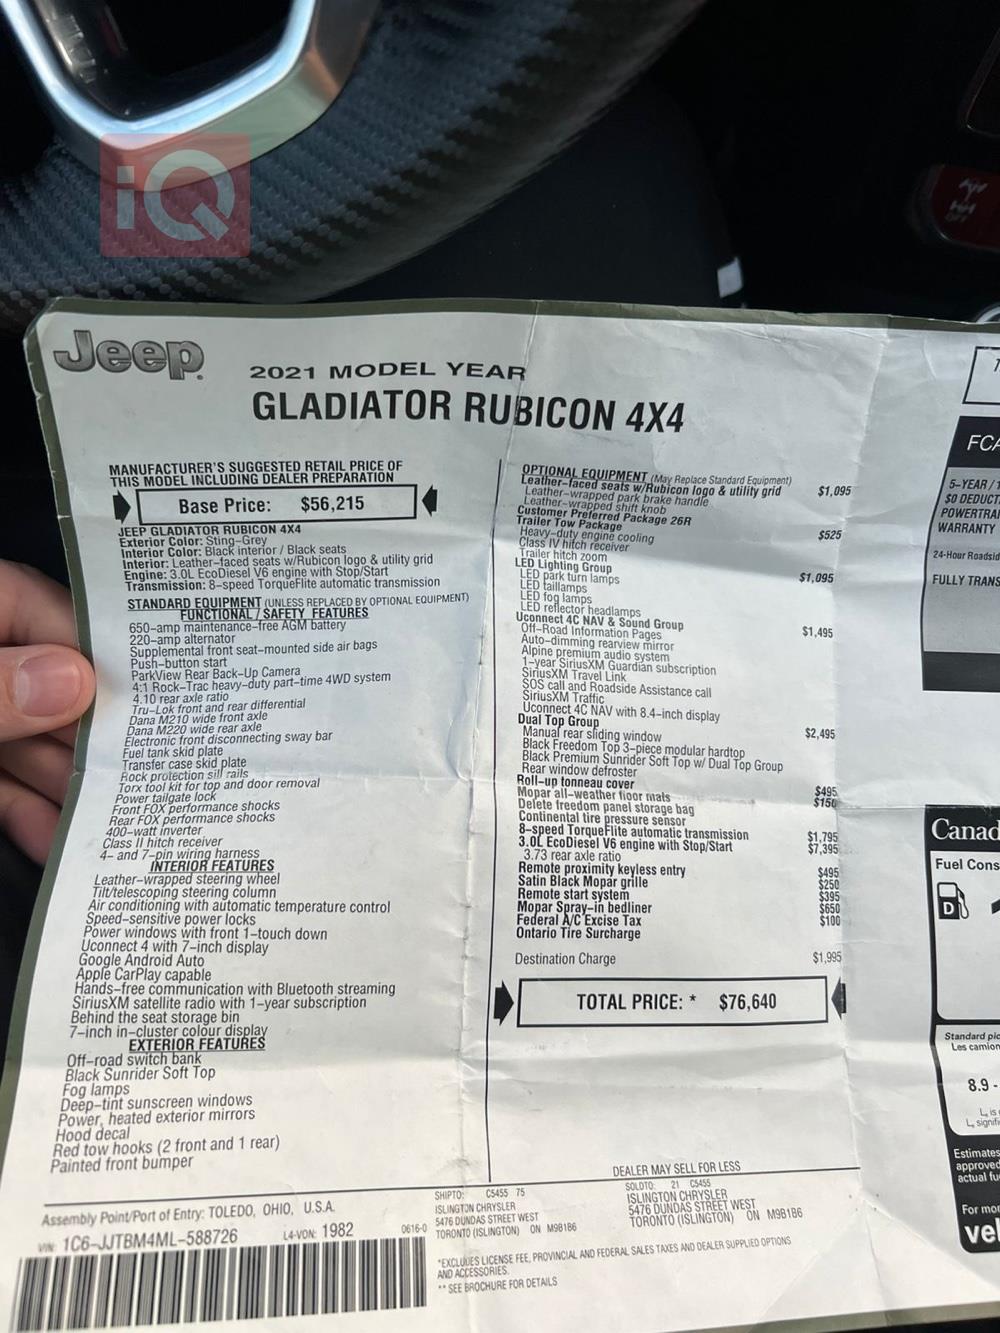 iQ
Jeep
2021 MODEL YEAR
GLADIATOR RUBICON 4X4
MANUFACTURER'S SUGGESTED RETAIL PRICE OF
THIS MODEL INCLUDING DEALER PREPARATION
Base Price: $56,215
JEEP GLADIATOR RUBICON 4X4
Exterior Color: Sting-Grey
Interior Color: Black interior / Black seats
Interior: Leather-faced seats w/Rubicon logo & utility grid
Engine: 3.0L EcoDiesel V6 engine with Stop/Start
Transmission: 8-speed TorqueFlite automatic transmission
STANDARD EQUIPMENT (UNLESS REPLACED BY OPTIONAL EQUIPMENT)
FUNCTIONAL / SAFETY FEATURES
650-amp maintenance-free AGM battery
220-amp alternator
Supplemental front seat-mounted side air bags
Push-button start
ParkView Rear Back-Up Camera
4:1 Rock-Trac heavy-duty part-time 4WD system
4.10 rear axle ratio
Tru-Lok front and rear differential
Dana M210 wide front axle
Dana M220 wide rear axle
Electronic front disconnecting sway bar
Fuel tank skid plate
Transfer case skid plate
Rock protection sill rails
Torx tool kit for top and door removal
Power tailgate lock
Front FOX performance shocks
Rear FOX performance shocks
400-watt inverter
Class II hitch receiver
4- and 7-pin wiring harness
INTERIOR FEATURES
Leather-wrapped steering wheel
Tilt/telescoping steering column
Air conditioning with automatic temperature control
Speed-sensitive power locks
Power windows with front 1-touch down
Uconnect 4 with 7-inch display
Google Android Auto
Apple CarPlay capable
Hands-free communication with Bluetooth streaming
SiriusXM satellite radio with 1-year subscription
Behind the seat storage bin
7-inch in-cluster colour display
EXTERIOR FEATURES
Off-road switch bank
Black Sunrider Soft Top
Fog lamps
Deep-tint sunscreen windows
Power, heated exterior mirrors
Hood decal
Red tow hooks (2 front and 1 rear)
Painted front bumper
OPTIONAL EQUIPMENT (May Replace Standard Equipment)
Leather-faced seats w/Rubicon logo & utility grid $1,095
Leather-wrapped park brake handle
Leather-wrapped shift knob
Customer Preferred Package 26R
Trailer Tow Package $525
Heavy-duty engine cooling
Class IV hitch receiver
Trailer hitch zoom
LED Lighting Group $1,095
LED park turn lamps
LED taillamps
LED fog lamps
LED reflector headlamps
Uconnect 4C NAV & Sound Group $1,495
Off-Road Information Pages
Auto-dimming rearview mirror
Alpine premium audio system
1-year SiriusXM Guardian subscription
SiriusXM Travel Link
SOS call and Roadside Assistance call
SiriusXM Traffic
Uconnect 4C NAV with 8.4-inch display
Dual Top Group $2,495
Manual rear sliding window
Black Freedom Top 3-piece modular hardtop
Black Premium Sunrider Soft Top w/ Dual Top Group
Rear window defroster
Roll-up tonneau cover $495
Mopar all-weather floor mats $150
Delete freedom panel storage bag
Continental tire pressure sensor
8-speed TorqueFlite automatic transmission $1,795
3.0L EcoDiesel V6 engine with Stop/Start $7,395
3.73 rear axle ratio
Remote proximity keyless entry $495
Satin Black Mopar grille $250
Remote start system $395
Mopar Spray-in bedliner $650
Federal A/C Excise Tax $100
Ontario Tire Surcharge
Destination Charge $1,995
TOTAL PRICE: * $76,640
DEALER MAY SELL FOR LESS
Assembly Point/Port of Entry: TOLEDO, OHIO, U.S.A.
VIN: 1C6-JJTBM4ML-588726 L4-VON: 1982 0616-0
SHIPTO: C5455 75
ISLINGTON CHRYSLER
5476 DUNDAS STREET WEST
TORONTO (ISLINGTON) ON M9B1B6
SOLDTO: 21 C5455
ISLINGTON CHRYSLER
5476 DUNDAS STREET WEST
TORONTO (ISLINGTON) ON M9B1B6
*EXCLUDES LICENSE FEE, PROVINCIAL AND FEDERAL SALES TAXES AND DEALER SUPPLIED OPTIONS
AND ACCESSORIES.
** SEE BROCHURE FOR DETAILS
FCA
5-YEAR / 1
$0 DEDUCT
POWERTRA
WARRANTY
24-Hour Roadsid
FULLY TRANS
Canad
Fuel Cons
D
Standard pic
Les camion
8.9 -
Estimates
approved
actual fu
For mo
vel